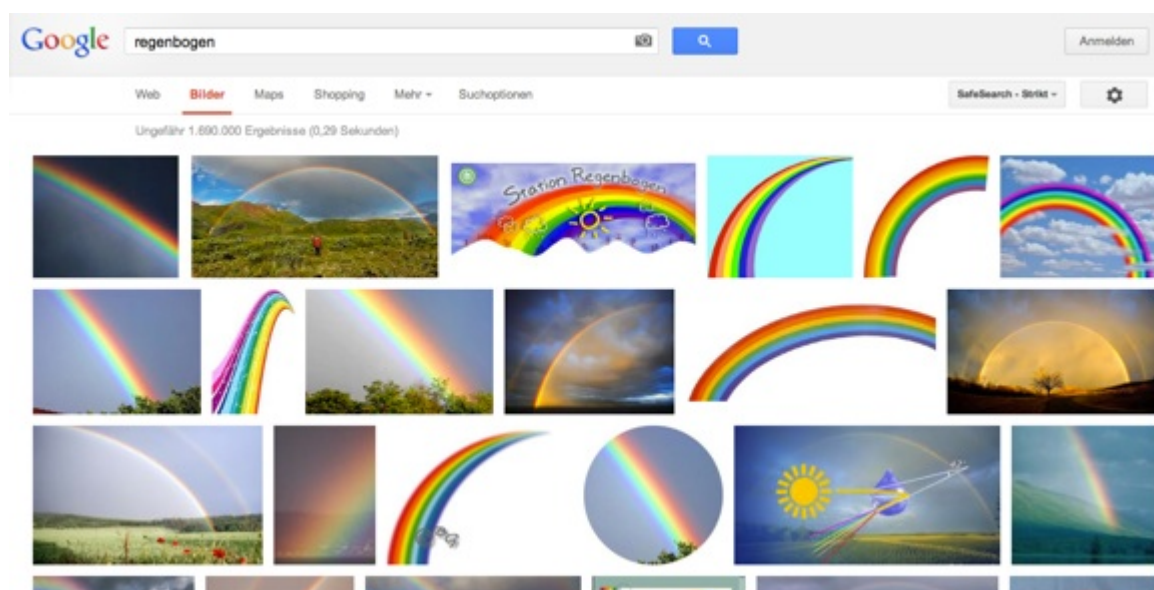 Google regenbogen Anmelden
Web Bilder Maps Shopping Mehr Suchoptionen SafeSearch - Strikt
Ungefähr 1.690.000 Ergebnisse (0,29 Sekunden)
Station Regenbogen